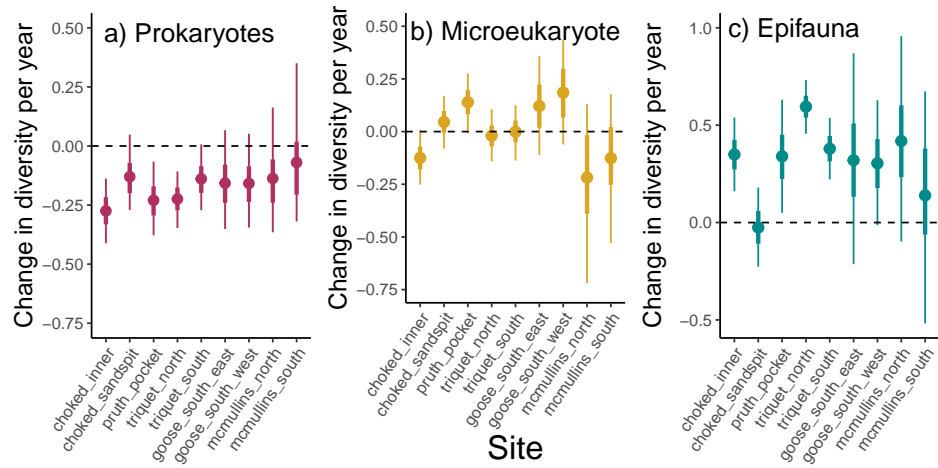 a) Prokaryotes
Change in diversity per year
0.50
0.25
0.00
−0.25
−0.50
−0.75
choked_inner
choked_sandspit
pruth_pocket
triquet_north
triquet_south
goose_south_east
goose_south_west
mcmullins_north
mcmullins_south
b) Microeukaryote
Change in diversity per year
0.50
0.25
0.00
−0.25
−0.50
−0.75
choked_inner
choked_sandspit
pruth_pocket
triquet_north
triquet_south
goose_south_east
goose_south_west
mcmullins_north
mcmullins_south
c) Epifauna
Change in diversity per year
1.0
0.5
0.0
−0.5
choked_inner
choked_sandspit
pruth_pocket
triquet_north
triquet_south
goose_south_east
goose_south_west
mcmullins_north
mcmullins_south
Site